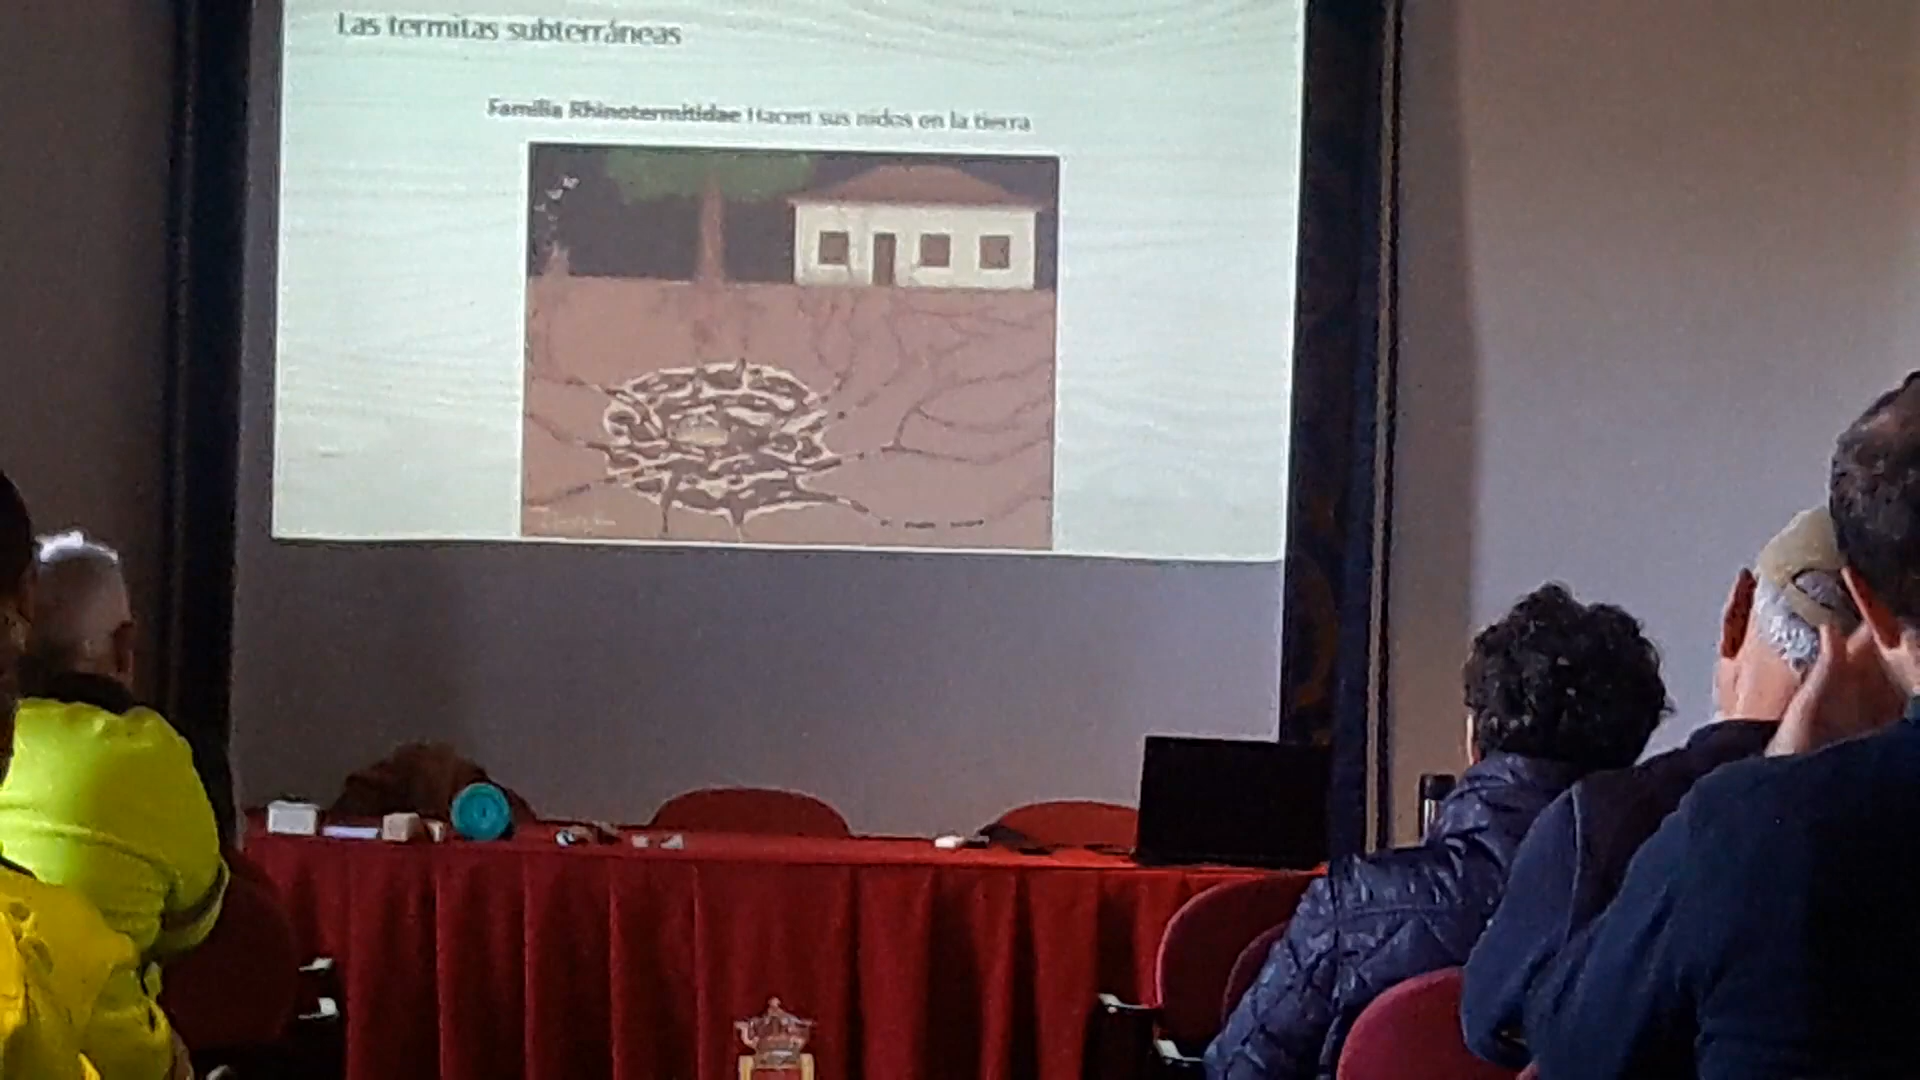 Las termitas subterráneas
Familia Rhinotermitidae Hacen sus nidos en la tierra